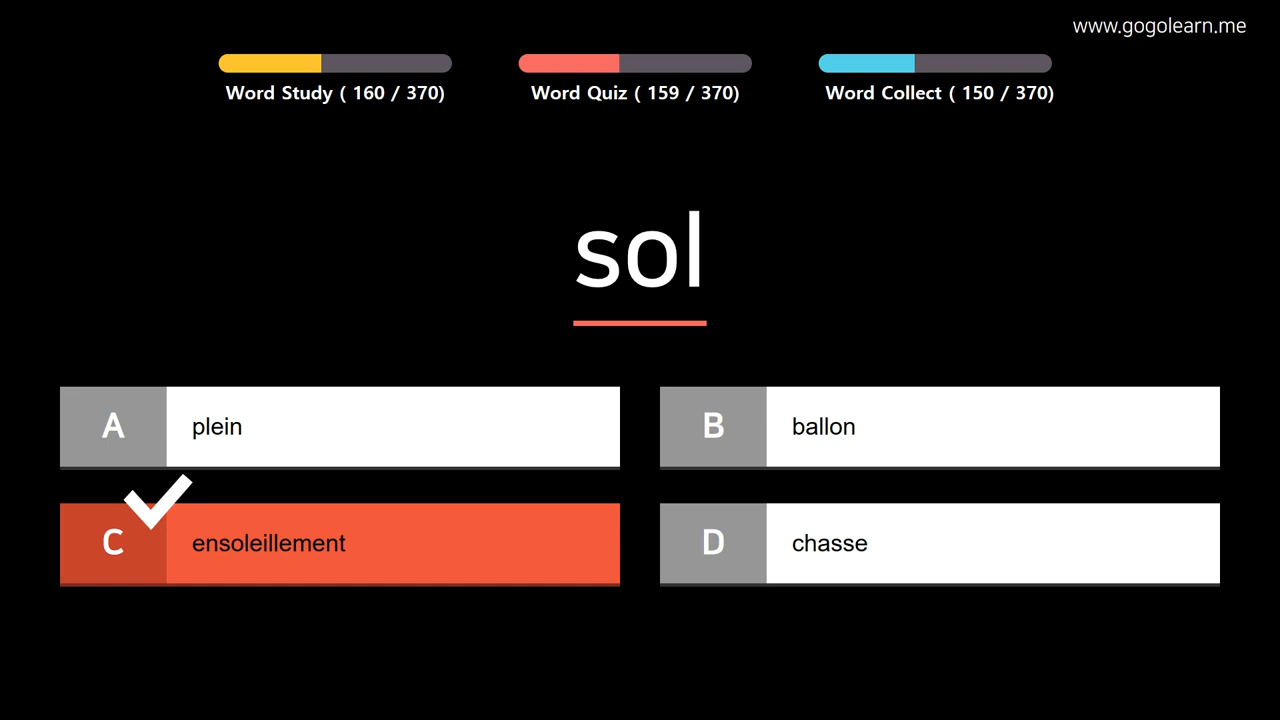 www.gogolearn.me
Word Study ( 160 / 370)
Word Quiz ( 159 / 370)
Word Collect ( 150 / 370)
sol
A plein
B ballon
C ensoleillement
D chasse